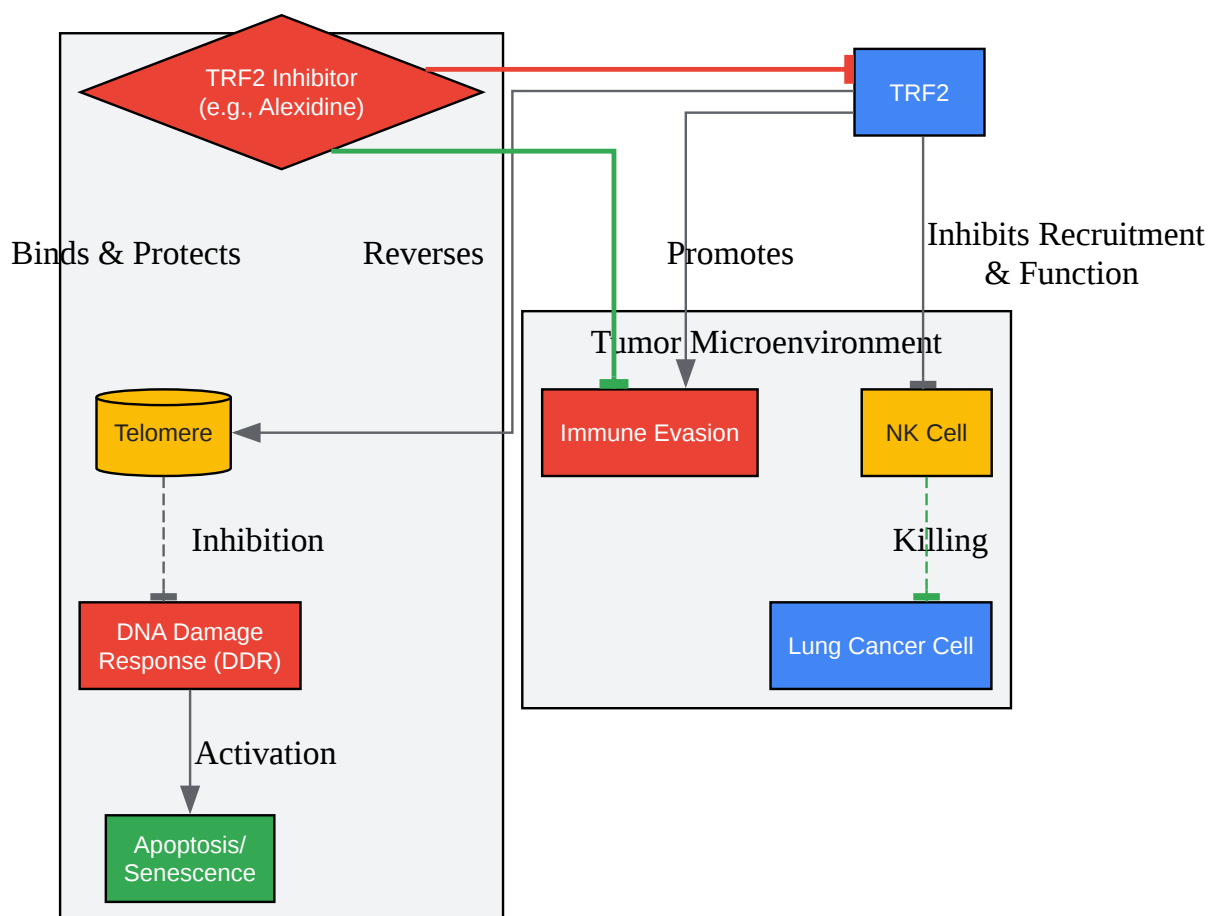 TRF2 Inhibitor
(e.g., Alexidine)
TRF2
Binds & Protects
Reverses
Promotes
Inhibits Recruitment
& Function
Tumor Microenvironment
Telomere
Immune Evasion
NK Cell
Inhibition
Killing
DNA Damage
Response (DDR)
Lung Cancer Cell
Activation
Apoptosis/
Senescence